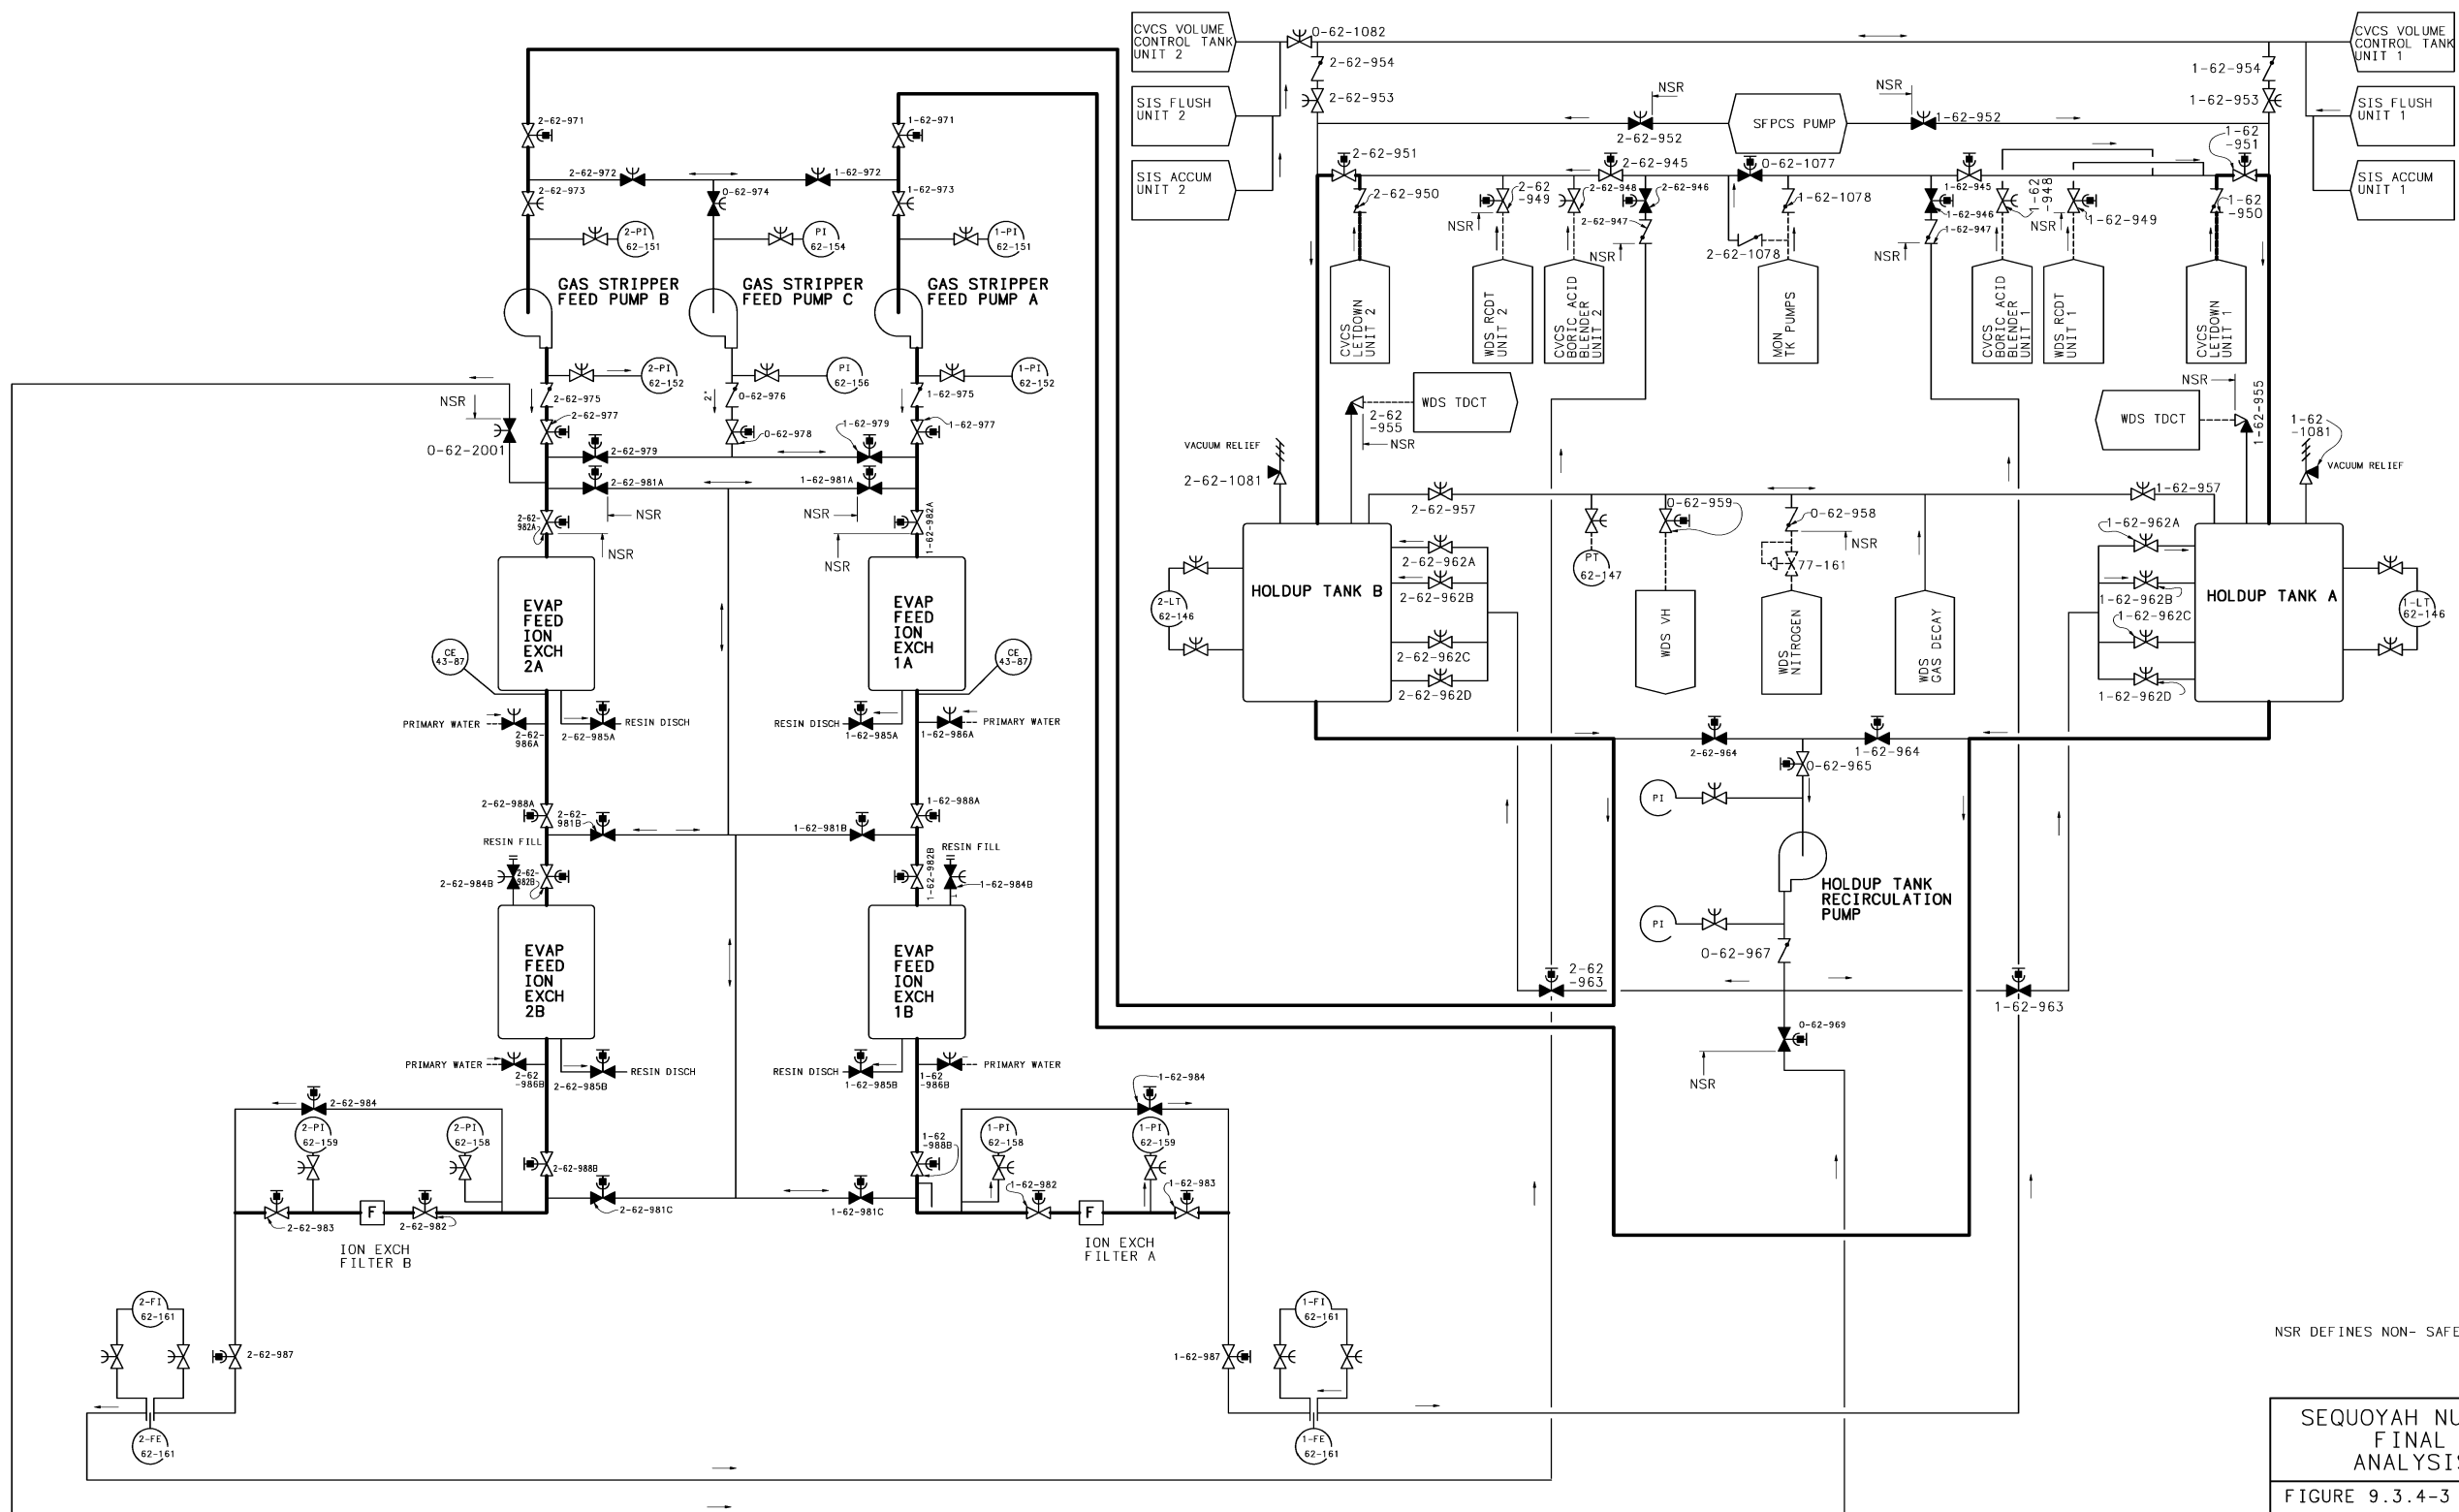 CVCS VOLUME
CONTROL TANK
UNIT 2
0-62-1082
CVCS VOLUME
CONTROL TANK
UNIT 1
2-62-954
1-62-954
SIS FLUSH
UNIT 2
2-62-953
NSR
SFPCS PUMP
NSR
1-62-953
SIS FLUSH
UNIT 1
2-62-952
1-62-952
SIS ACCUM
UNIT 2
2-62-951
2-62-945
0-62-1077
1-62
-951
SIS ACCUM
UNIT 1
2-62-950
2-62
-949
2-62-948
2-62-946
1-62-1078
1-62-945
1-62-946
1-62
-948
1-62-949
1-62
-950
NSR
2-62-947
NSR
2-62-1078
1-62-947
NSR
NSR
CVCS
LETDOWN
UNIT 2
WDS RCDT
UNIT 2
CVCS
BORIC ACID
BLENDER
UNIT 2
MON
TK PUMPS
CVCS
BORIC ACID
BLENDER
UNIT 1
WDS RCDT
UNIT 1
CVCS
LETDOWN
UNIT 1
2-62-971
1-62-971
2-62-972
1-62-972
2-62-973
0-62-974
1-62-973
2-PI
62-151
PI
62-154
1-PI
62-151
GAS STRIPPER
FEED PUMP B
GAS STRIPPER
FEED PUMP C
GAS STRIPPER
FEED PUMP A
2-PI
62-152
PI
62-156
1-PI
62-152
NSR
2-62-975
2"
0-62-976
1-62-975
2-62-977
1-62-979
1-62-977
0-62-978
0-62-2001
2-62-979
2-62-981A
1-62-981A
2-62-
982A
NSR
NSR
1-62-982A
NSR
NSR
EVAP
FEED
ION
EXCH
2A
EVAP
FEED
ION
EXCH
1A
CE
43-87
CE
43-87
PRIMARY WATER
RESIN DISCH
RESIN DISCH
PRIMARY WATER
2-62-
986A
2-62-985A
1-62-985A
1-62-986A
2-62-988A
2-62-
981B
1-62-988A
1-62-981B
RESIN FILL
RESIN FILL
2-62-984B
2-62-
982B
1-62-982B
1-62-984B
EVAP
FEED
ION
EXCH
2B
EVAP
FEED
ION
EXCH
1B
PRIMARY WATER
RESIN DISCH
RESIN DISCH
PRIMARY WATER
2-62
-986B
2-62-985B
1-62-985B
1-62
-986B
1-62-984
2-62-984
2-PI
62-159
2-PI
62-158
1-62
-988B
1-PI
62-158
1-PI
62-159
2-62-988B
1-62-982
1-62-983
2-62-983
F
2-62-982
2-62-981C
1-62-981C
F
ION EXCH
FILTER B
ION EXCH
FILTER A
2-FI
62-161
2-62-987
2-FE
62-161
1-FI
62-161
1-62-987
1-FE
62-161
WDS TDCT
2-62
-955
NSR
VACUUM RELIEF
2-62-1081
WDS TDCT
NSR
1-62-955
1-62
-1081
VACUUM RELIEF
2-62-957
0-62-959
0-62-958
NSR
1-62-957
2-62-962A
PT
62-147
77-161
1-62-962A
HOLDUP TANK B
2-62-962B
1-62-962B
HOLDUP TANK A
2-LT
62-146
1-LT
62-146
2-62-962C
1-62-962C
2-62-962D
1-62-962D
WDS VH
WDS
NITROGEN
WDS
GAS DECAY
2-62-964
1-62-964
0-62-965
PI
HOLDUP TANK
RECIRCULATION
PUMP
PI
0-62-967
2-62
-963
1-62-963
0-62-969
NSR
NSR DEFINES NON- SAFE
SEQUOYAH NU
FINAL
ANALYSIS
FIGURE 9.3.4-3